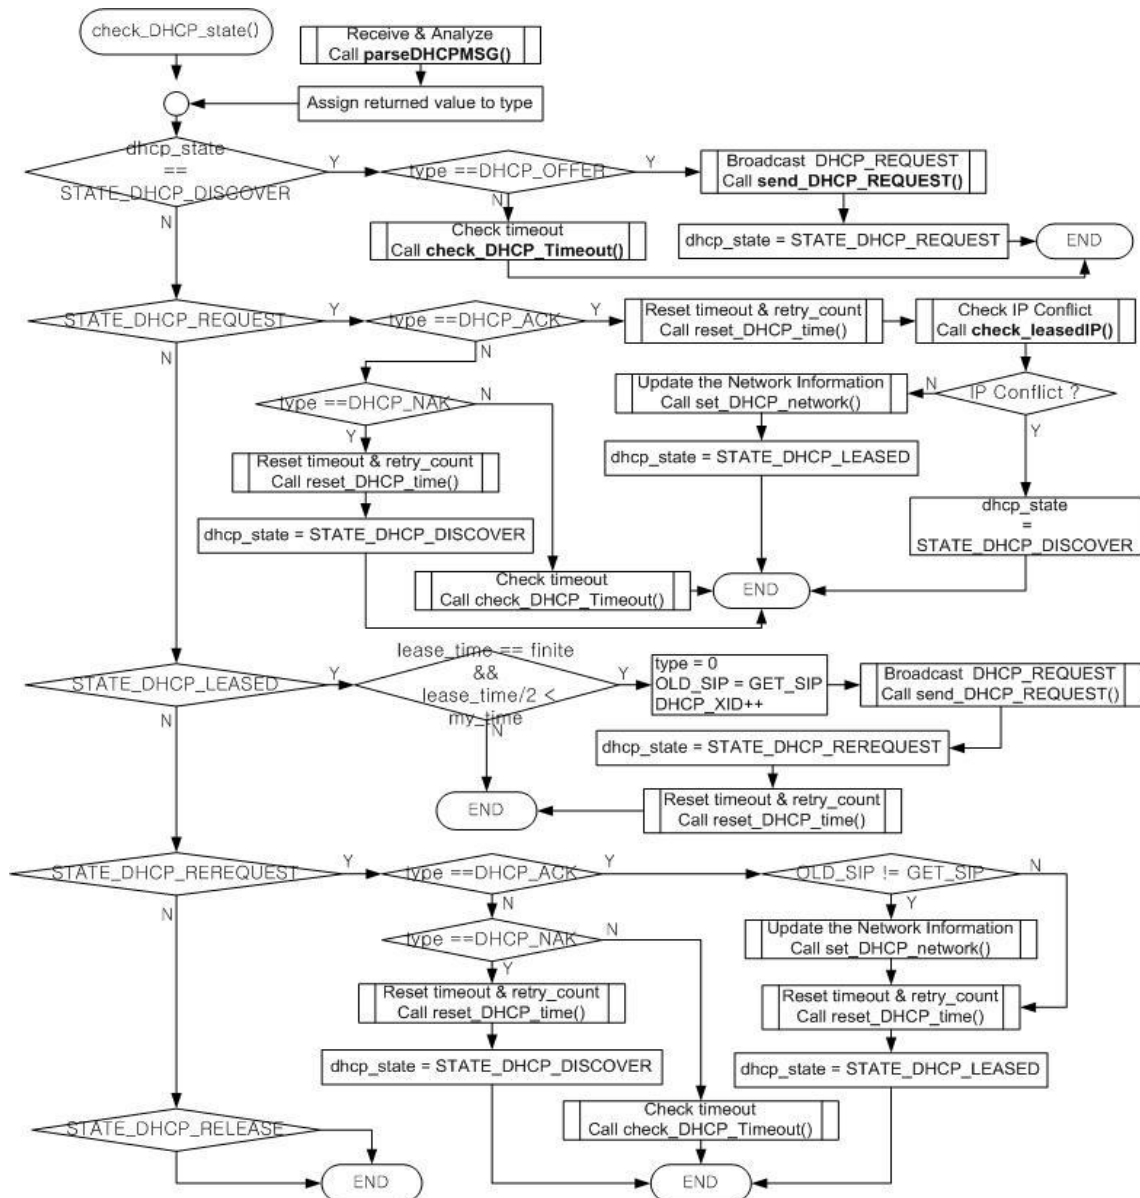 check_DHCP_state()
Receive & Analyze
Call parseDHCPMSG()
Assign returned value to type
dhcp_state
==
STATE_DHCP_DISCOVER
Y
type ==DHCP_OFFER
Y
Broadcast DHCP_REQUEST
Call send_DHCP_REQUEST()
N
N
Check timeout
Call check_DHCP_Timeout()
dhcp_state = STATE_DHCP_REQUEST
END
STATE_DHCP_REQUEST
Y
type ==DHCP_ACK
Y
Reset timeout & retry_count
Call reset_DHCP_time()
Check IP Conflict
Call check_leasedIP()
N
N
type ==DHCP_NAK
N
Update the Network Information
Call set_DHCP_network()
N
IP Conflict ?
Y
Y
Reset timeout & retry_count
Call reset_DHCP_time()
dhcp_state = STATE_DHCP_LEASED
dhcp_state = STATE_DHCP_DISCOVER
dhcp_state
=
STATE_DHCP_DISCOVER
Check timeout
Call check_DHCP_Timeout()
END
STATE_DHCP_LEASED
Y
lease_time == finite
&&
lease_time/2 <
my_time
Y
type = 0
OLD_SIP = GET_SIP
DHCP_XID++
Broadcast DHCP_REQUEST
Call send_DHCP_REQUEST()
N
N
dhcp_state = STATE_DHCP_REREQUEST
END
Reset timeout & retry_count
Call reset_DHCP_time()
STATE_DHCP_REREQUEST
Y
type ==DHCP_ACK
Y
OLD_SIP != GET_SIP
N
N
N
Y
type ==DHCP_NAK
N
Update the Network Information
Call set_DHCP_network()
Y
Reset timeout & retry_count
Call reset_DHCP_time()
Reset timeout & retry_count
Call reset_DHCP_time()
dhcp_state = STATE_DHCP_DISCOVER
dhcp_state = STATE_DHCP_LEASED
Check timeout
Call check_DHCP_Timeout()
STATE_DHCP_RELEASE
END
END